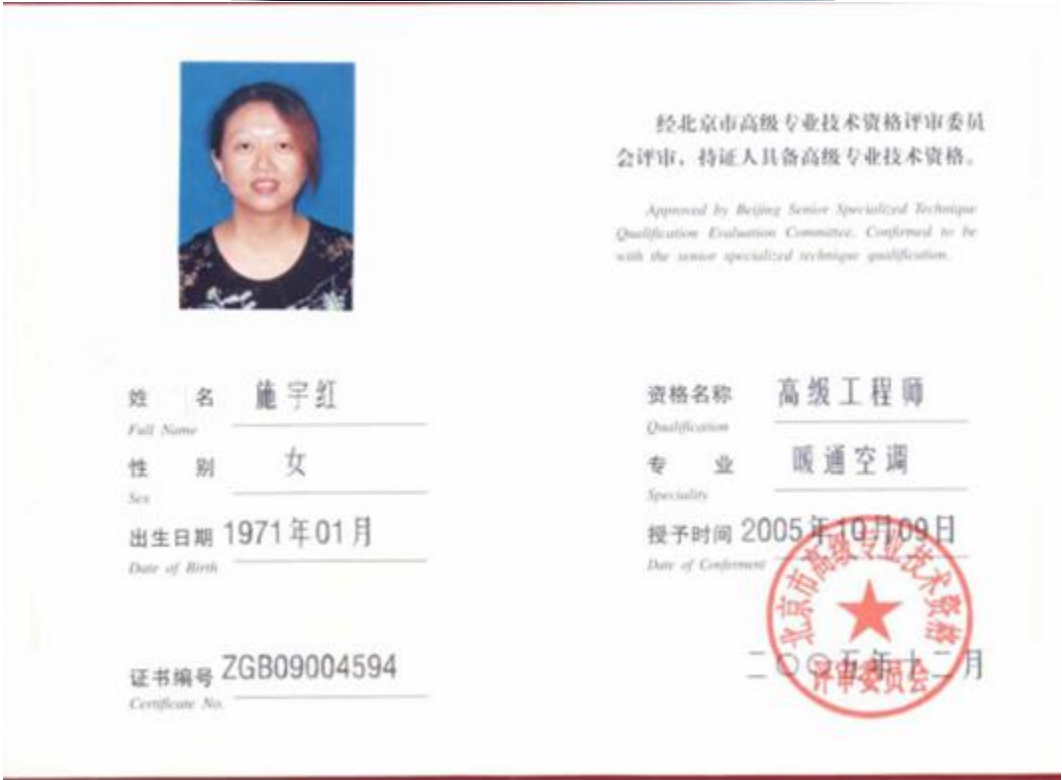 经北京市高级专业技术资格评审委员
会评审，持证人具备高级专业技术资格。
Approved by Beijing Senior Specialized Technique
Qualification Evaluation Committee, Confirmed to be
with the senior specialized technique qualification.
姓 名 施宇红
Full Name
性 别 女
Sex
出生日期 1971年01月
Date of Birth
证书编号 ZGB09004594
Certificate No.
资格名称 高级工程师
Qualification
专 业 暖通空调
Speciality
授予时间 2005年10月09日
Date of Conferment
北京市高级专业技术资格
评审委员会
二〇〇五年十二月